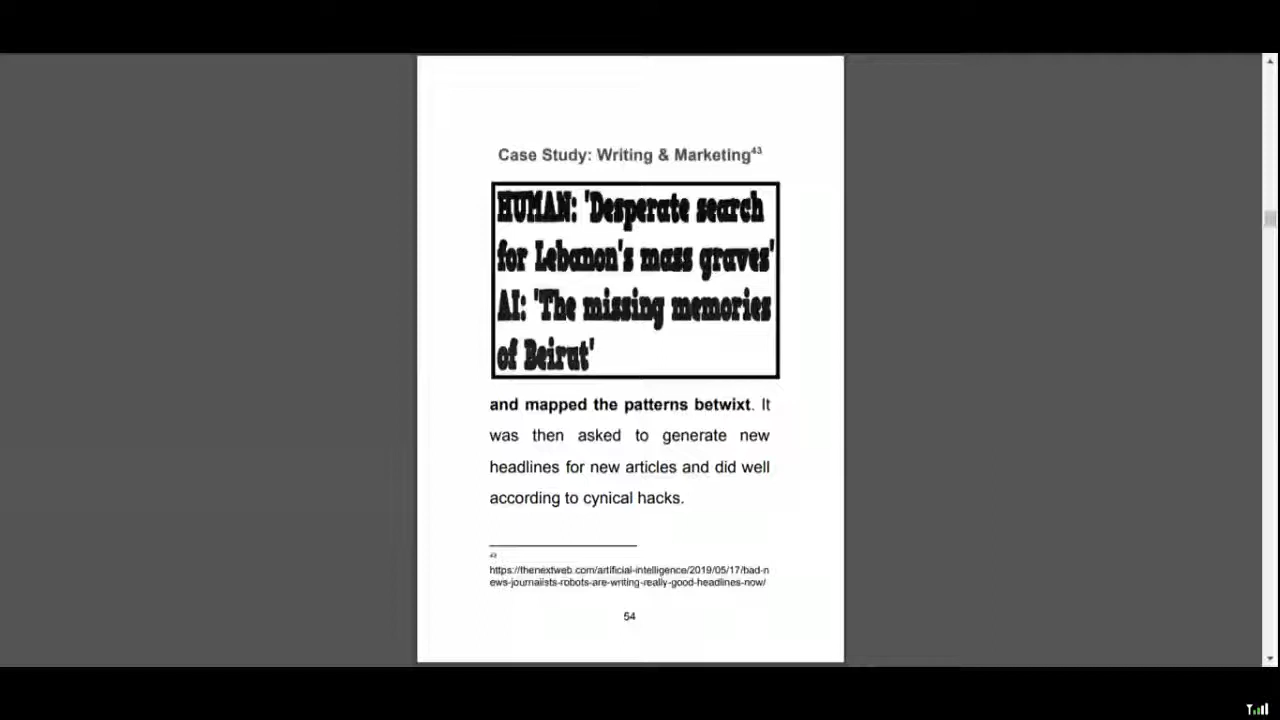 Case Study: Writing & Marketing43
HUMAN: 'Desperate search
for Lebanon's mass graves'
AI: 'The missing memories
of Beirut'
and mapped the patterns betwixt. It
was then asked to generate new
headlines for new articles and did well
according to cynical hacks.
43
https://thenextweb.com/artificial-intelligence/2019/05/17/bad-n
ews-journalists-robots-are-writing-really-good-headlines-now/
54